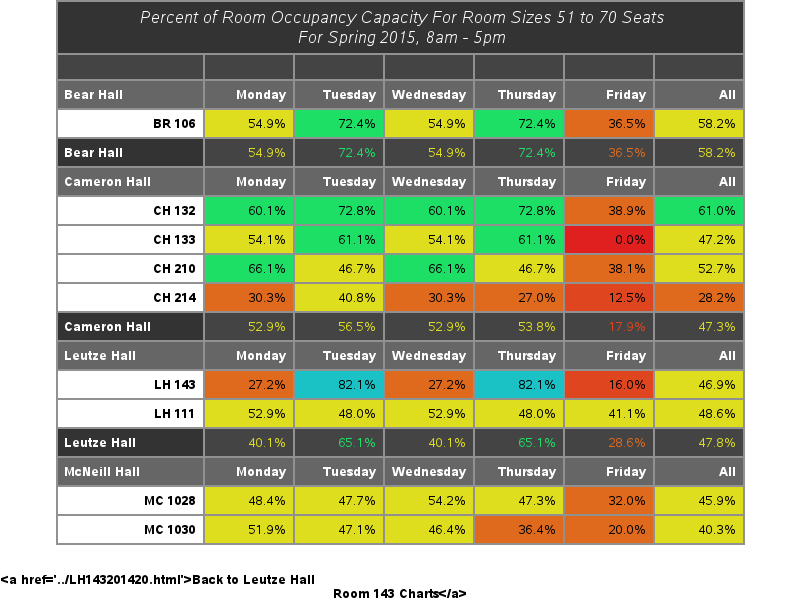 Percent of Room Occupancy Capacity For Room Sizes 51 to 70 Seats
For Spring 2015, 8am - 5pm
Bear Hall Monday Tuesday Wednesday Thursday Friday All
BR 106 54.9% 72.4% 54.9% 72.4% 36.5% 58.2%
Bear Hall 54.9% 72.4% 54.9% 72.4% 36.5% 58.2%
Cameron Hall Monday Tuesday Wednesday Thursday Friday All
CH 132 60.1% 72.8% 60.1% 72.8% 38.9% 61.0%
CH 133 54.1% 61.1% 54.1% 61.1% 0.0% 47.2%
CH 210 66.1% 46.7% 66.1% 46.7% 38.1% 52.7%
CH 214 30.3% 40.8% 30.3% 27.0% 12.5% 28.2%
Cameron Hall 52.9% 56.5% 52.9% 53.8% 17.9% 47.3%
Leutze Hall Monday Tuesday Wednesday Thursday Friday All
LH 143 27.2% 82.1% 27.2% 82.1% 16.0% 46.9%
LH 111 52.9% 48.0% 52.9% 48.0% 41.1% 48.6%
Leutze Hall 40.1% 65.1% 40.1% 65.1% 28.6% 47.8%
McNeill Hall Monday Tuesday Wednesday Thursday Friday All
MC 1028 48.4% 47.7% 54.2% 47.3% 32.0% 45.9%
MC 1030 51.9% 47.1% 46.4% 36.4% 20.0% 40.3%
<a href='../LH143201420.html'>Back to Leutze Hall
Room 143 Charts</a>